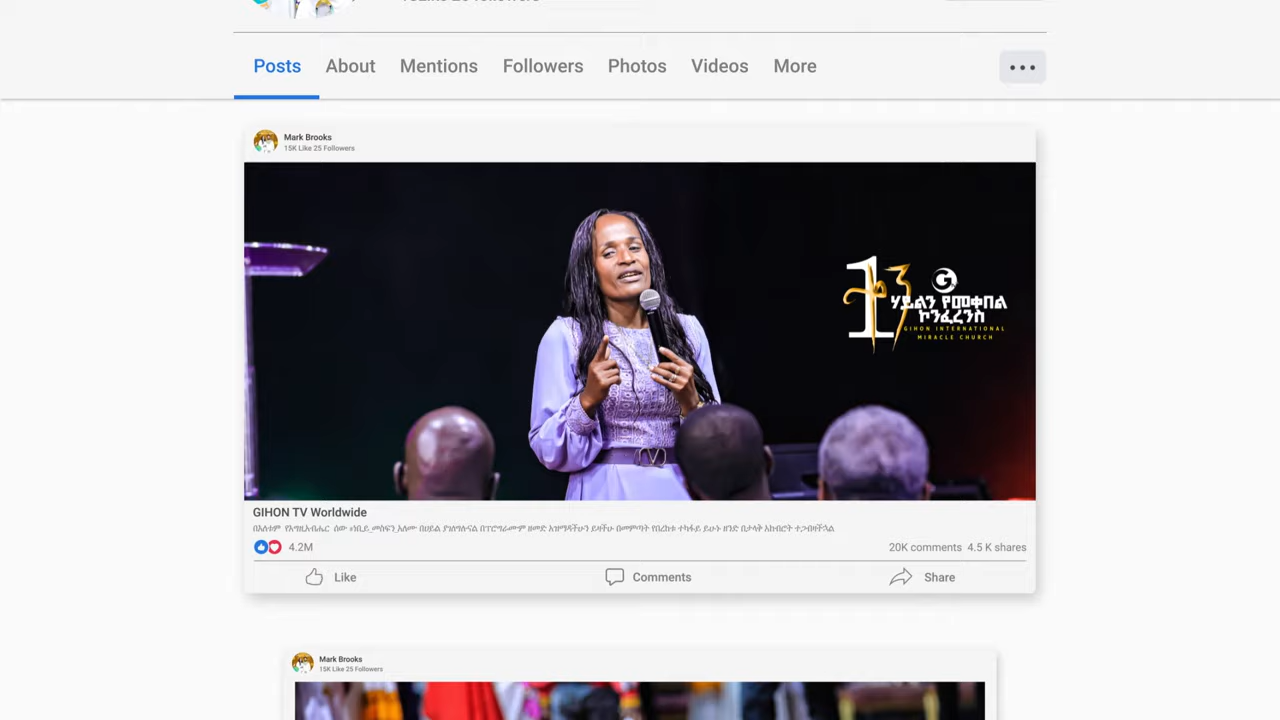 Posts About Mentions Followers Photos Videos More
Mark Brooks
15K Like 25 Followers
1
ቀን
G
ሃይልን የመቀበል
ኮንፈረንስ
GIHON INTERNATIONAL
MIRACLE CHURCH
GIHON TV Worldwide
4.2M
20K comments 4.5 K shares
Like Comments Share
Mark Brooks
15K Like 25 Followers